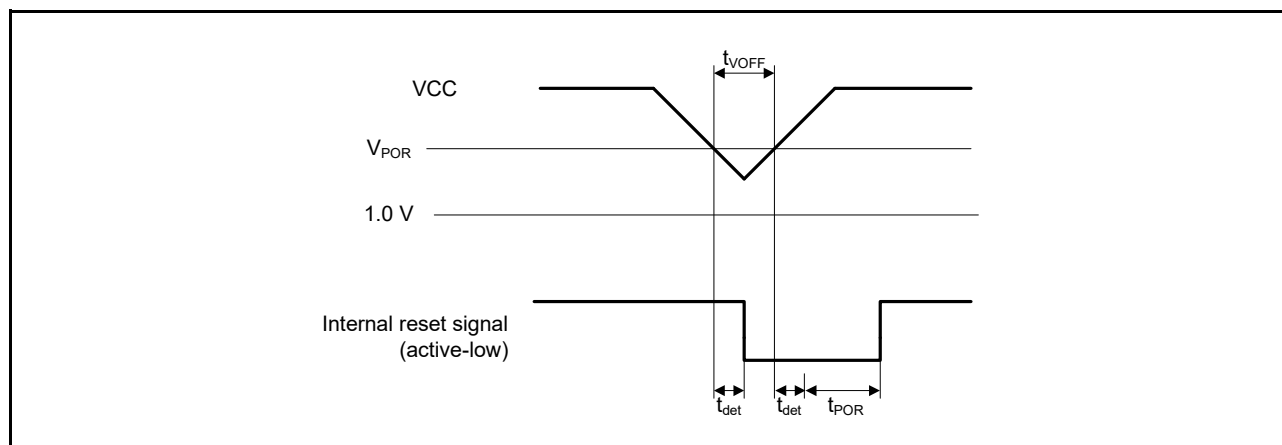 tVOFF
VCC
VPOR
1.0 V
Internal reset signal
(active-low)
tdet
tdet
tPOR